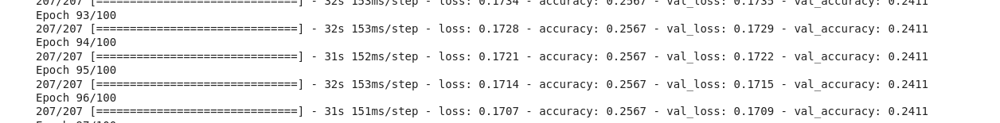 207/207 [==============================] - 32s 153ms/step - loss: 0.1734 - accuracy: 0.2567 - val_loss: 0.1735 - val_accuracy: 0.2411
Epoch 93/100
207/207 [==============================] - 32s 153ms/step - loss: 0.1728 - accuracy: 0.2567 - val_loss: 0.1729 - val_accuracy: 0.2411
Epoch 94/100
207/207 [==============================] - 31s 152ms/step - loss: 0.1721 - accuracy: 0.2567 - val_loss: 0.1722 - val_accuracy: 0.2411
Epoch 95/100
207/207 [==============================] - 32s 153ms/step - loss: 0.1714 - accuracy: 0.2567 - val_loss: 0.1715 - val_accuracy: 0.2411
Epoch 96/100
207/207 [==============================] - 31s 151ms/step - loss: 0.1707 - accuracy: 0.2567 - val_loss: 0.1709 - val_accuracy: 0.2411